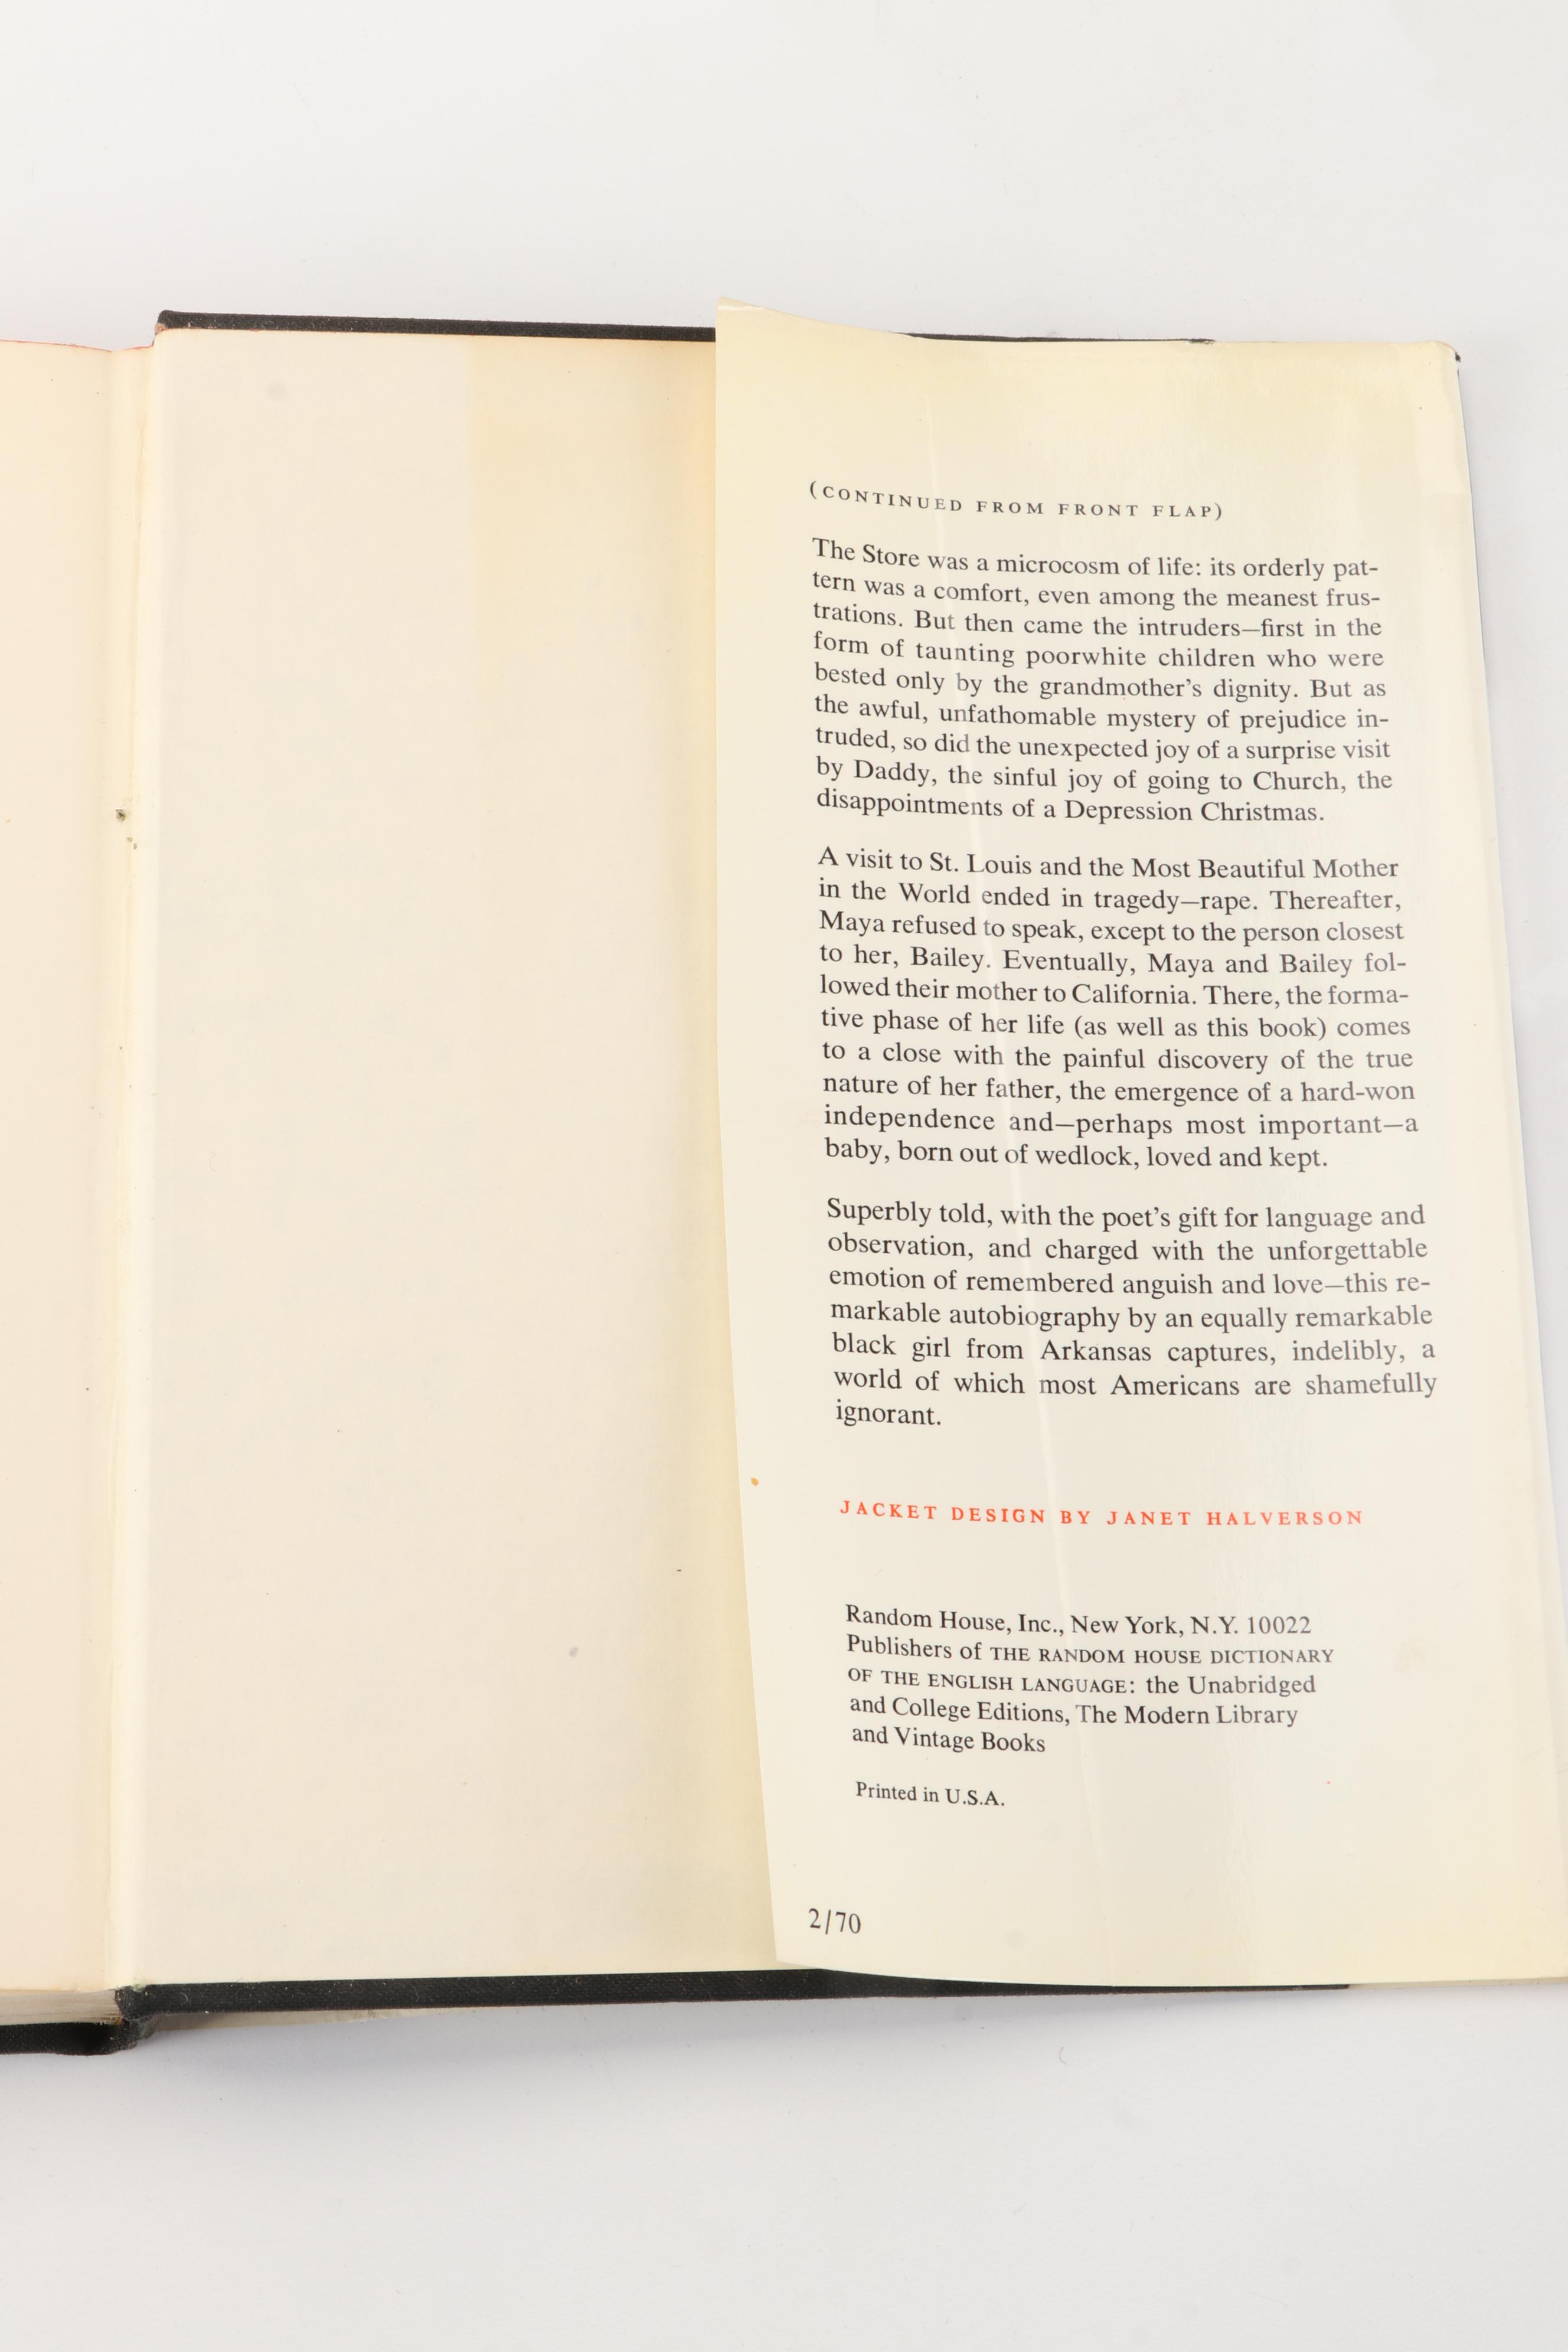 (CONTINUED FROM FRONT FLAP)
The Store was a microcosm of life: its orderly pat-
tern was a comfort, even among the meanest frus-
trations. But then came the intruders—first in the
form of taunting poorwhite children who were
bested only by the grandmother's dignity. But as
the awful, unfathomable mystery of prejudice in-
truded, so did the unexpected joy of a surprise visit
by Daddy, the sinful joy of going to Church, the
disappointments of a Depression Christmas.
A visit to St. Louis and the Most Beautiful Mother
in the World ended in tragedy—rape. Thereafter,
Maya refused to speak, except to the person closest
to her, Bailey. Eventually, Maya and Bailey fol-
lowed their mother to California. There, the forma-
tive phase of her life (as well as this book) comes
to a close with the painful discovery of the true
nature of her father, the emergence of a hard-won
independence and—perhaps most important—a
baby, born out of wedlock, loved and kept.
Superbly told, with the poet's gift for language and
observation, and charged with the unforgettable
emotion of remembered anguish and love—this re-
markable autobiography by an equally remarkable
black girl from Arkansas captures, indelibly, a
world of which most Americans are shamefully
ignorant.
JACKET DESIGN BY JANET HALVERSON
Random House, Inc., New York, N.Y. 10022
Publishers of THE RANDOM HOUSE DICTIONARY
OF THE ENGLISH LANGUAGE: the Unabridged
and College Editions, The Modern Library
and Vintage Books
Printed in U.S.A.
2/70